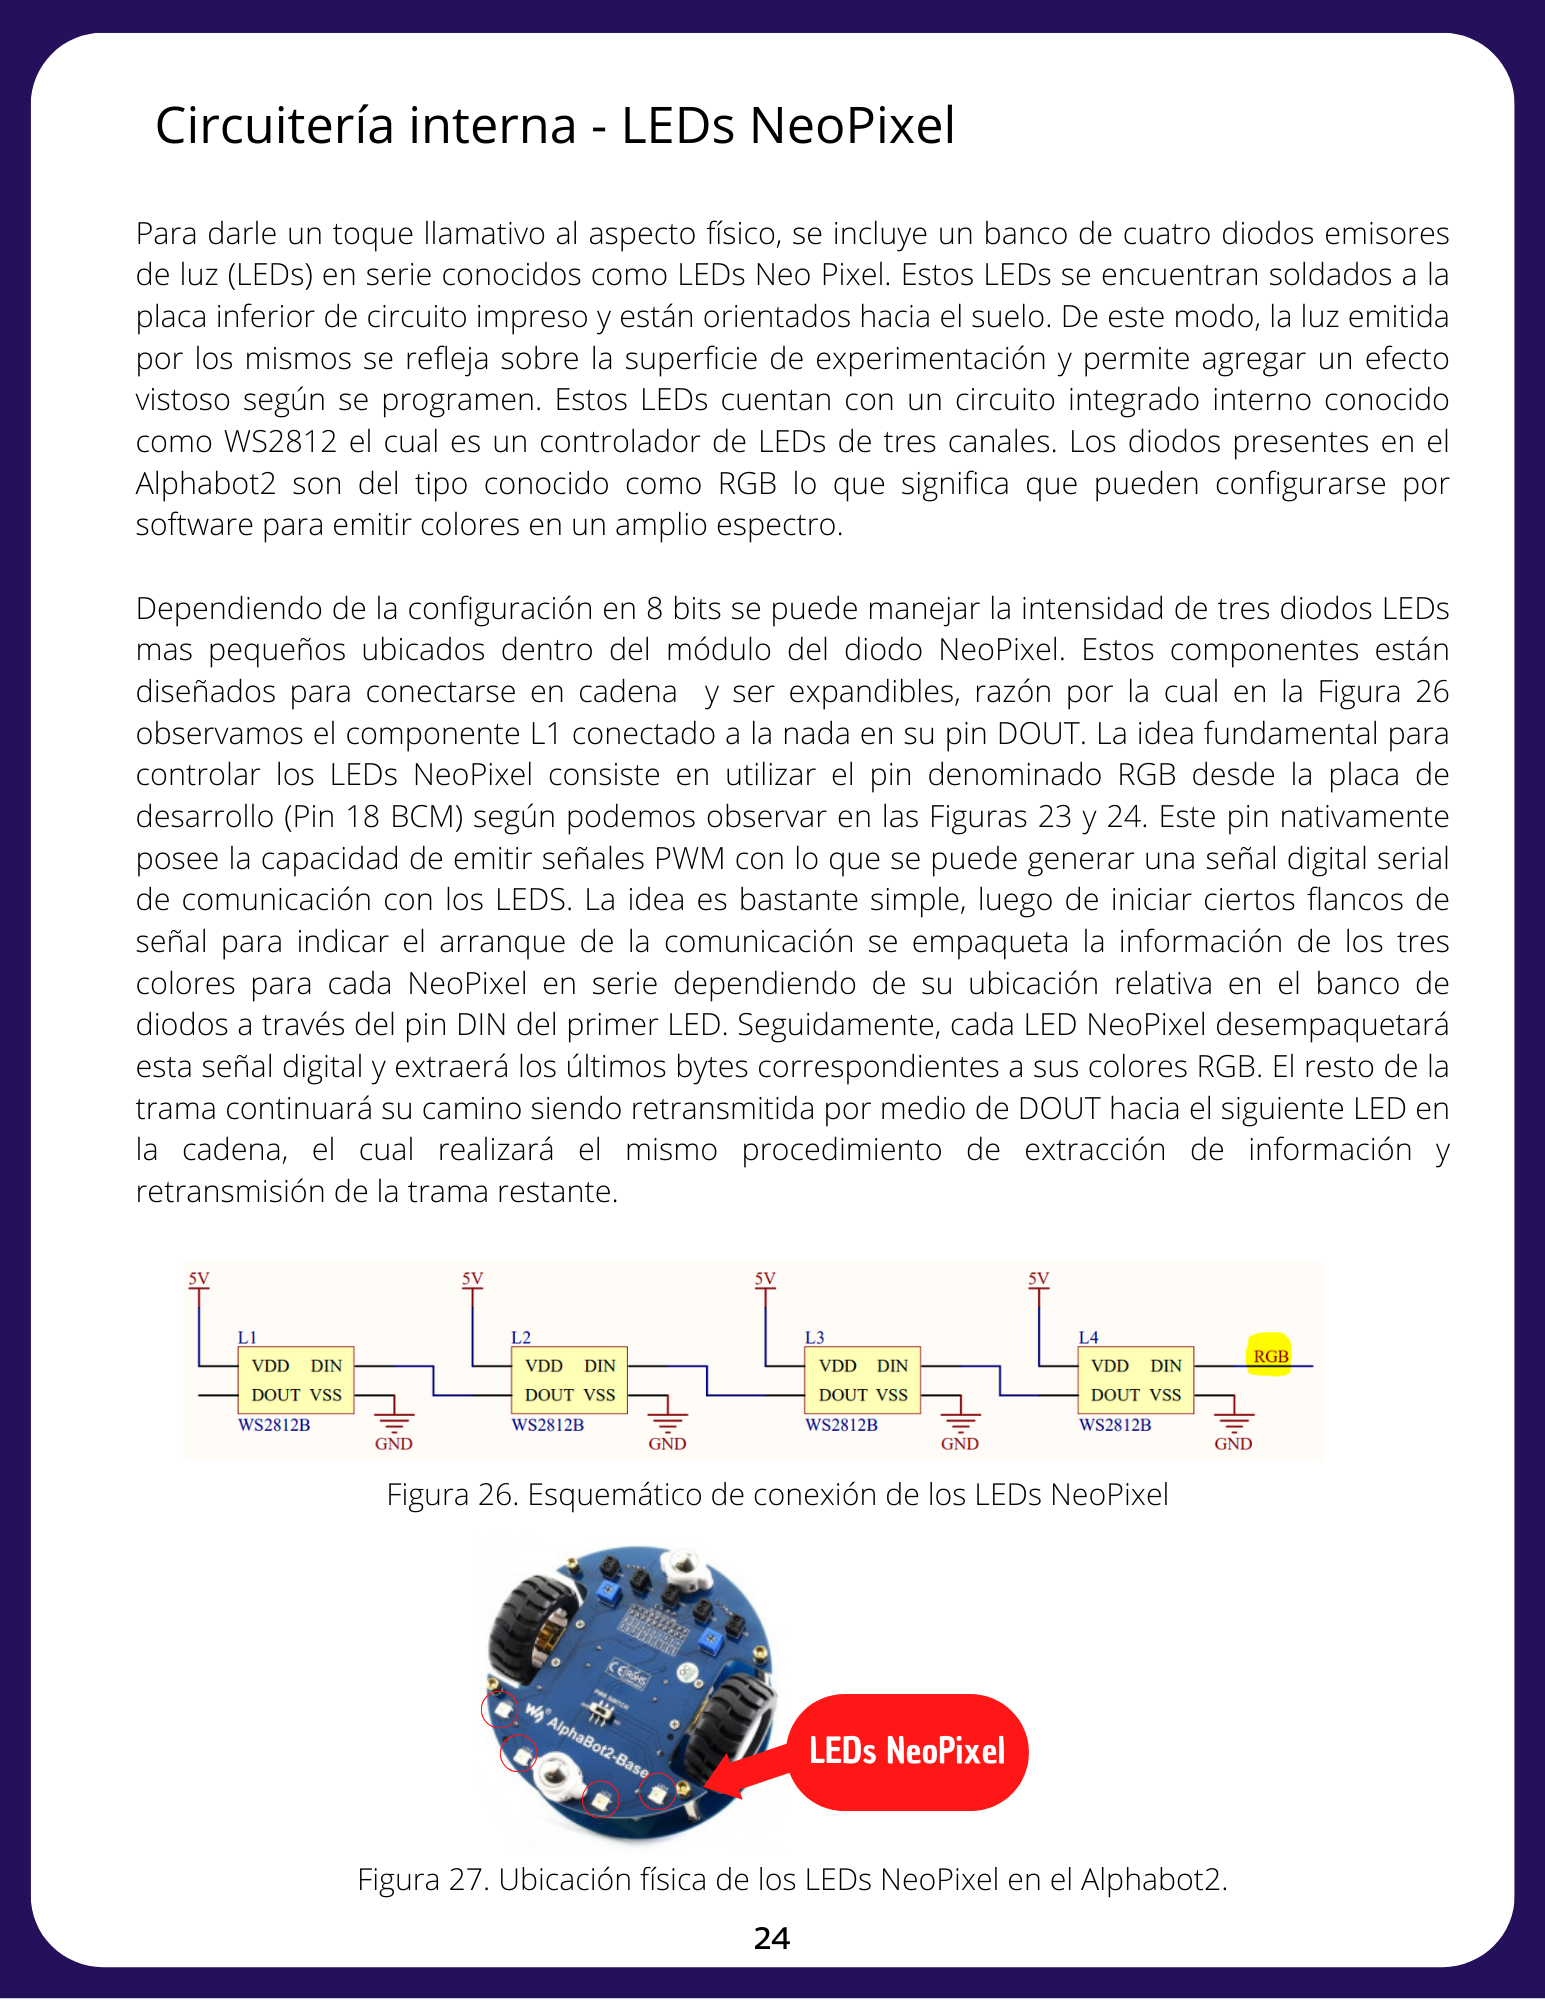 Circuitería interna - LEDs NeoPixel
Para darle un toque llamativo al aspecto físico, se incluye un banco de cuatro diodos emisores
de luz (LEDs) en serie conocidos como LEDs Neo Pixel. Estos LEDs se encuentran soldados a la
placa inferior de circuito impreso y están orientados hacia el suelo. De este modo, la luz emitida
por los mismos se refleja sobre la superficie de experimentación y permite agregar un efecto
vistoso según se programen. Estos LEDs cuentan con un circuito integrado interno conocido
como WS2812 el cual es un controlador de LEDs de tres canales. Los diodos presentes en el
Alphabot2 son del tipo conocido como RGB lo que significa que pueden configurarse por
software para emitir colores en un amplio espectro.
Dependiendo de la configuración en 8 bits se puede manejar la intensidad de tres diodos LEDs
mas pequeños ubicados dentro del módulo del diodo NeoPixel. Estos componentes están
diseñados para conectarse en cadena y ser expandibles, razón por la cual en la Figura 26
observamos el componente L1 conectado a la nada en su pin DOUT. La idea fundamental para
controlar los LEDs NeoPixel consiste en utilizar el pin denominado RGB desde la placa de
desarrollo (Pin 18 BCM) según podemos observar en las Figuras 23 y 24. Este pin nativamente
posee la capacidad de emitir señales PWM con lo que se puede generar una señal digital serial
de comunicación con los LEDS. La idea es bastante simple, luego de iniciar ciertos flancos de
señal para indicar el arranque de la comunicación se empaqueta la información de los tres
colores para cada NeoPixel en serie dependiendo de su ubicación relativa en el banco de
diodos a través del pin DIN del primer LED. Seguidamente, cada LED NeoPixel desempaquetará
esta señal digital y extraerá los últimos bytes correspondientes a sus colores RGB. El resto de la
trama continuará su camino siendo retransmitida por medio de DOUT hacia el siguiente LED en
la cadena, el cual realizará el mismo procedimiento de extracción de información y
retransmisión de la trama restante.
5V 5V 5V 5V
L1 L2 L3 L4
RGB
VDD DIN VDD DIN VDD DIN VDD DIN
DOUT VSS DOUT VSS DOUT VSS DOUT VSS
WS2812B WS2812B WS2812B WS2812B
GND GND GND GND
Figura 26. Esquemático de conexión de los LEDs NeoPixel
PWR SWITCH
AlphaBot2-Base
LEDs NeoPixel
Figura 27. Ubicación física de los LEDs NeoPixel en el Alphabot2.
24